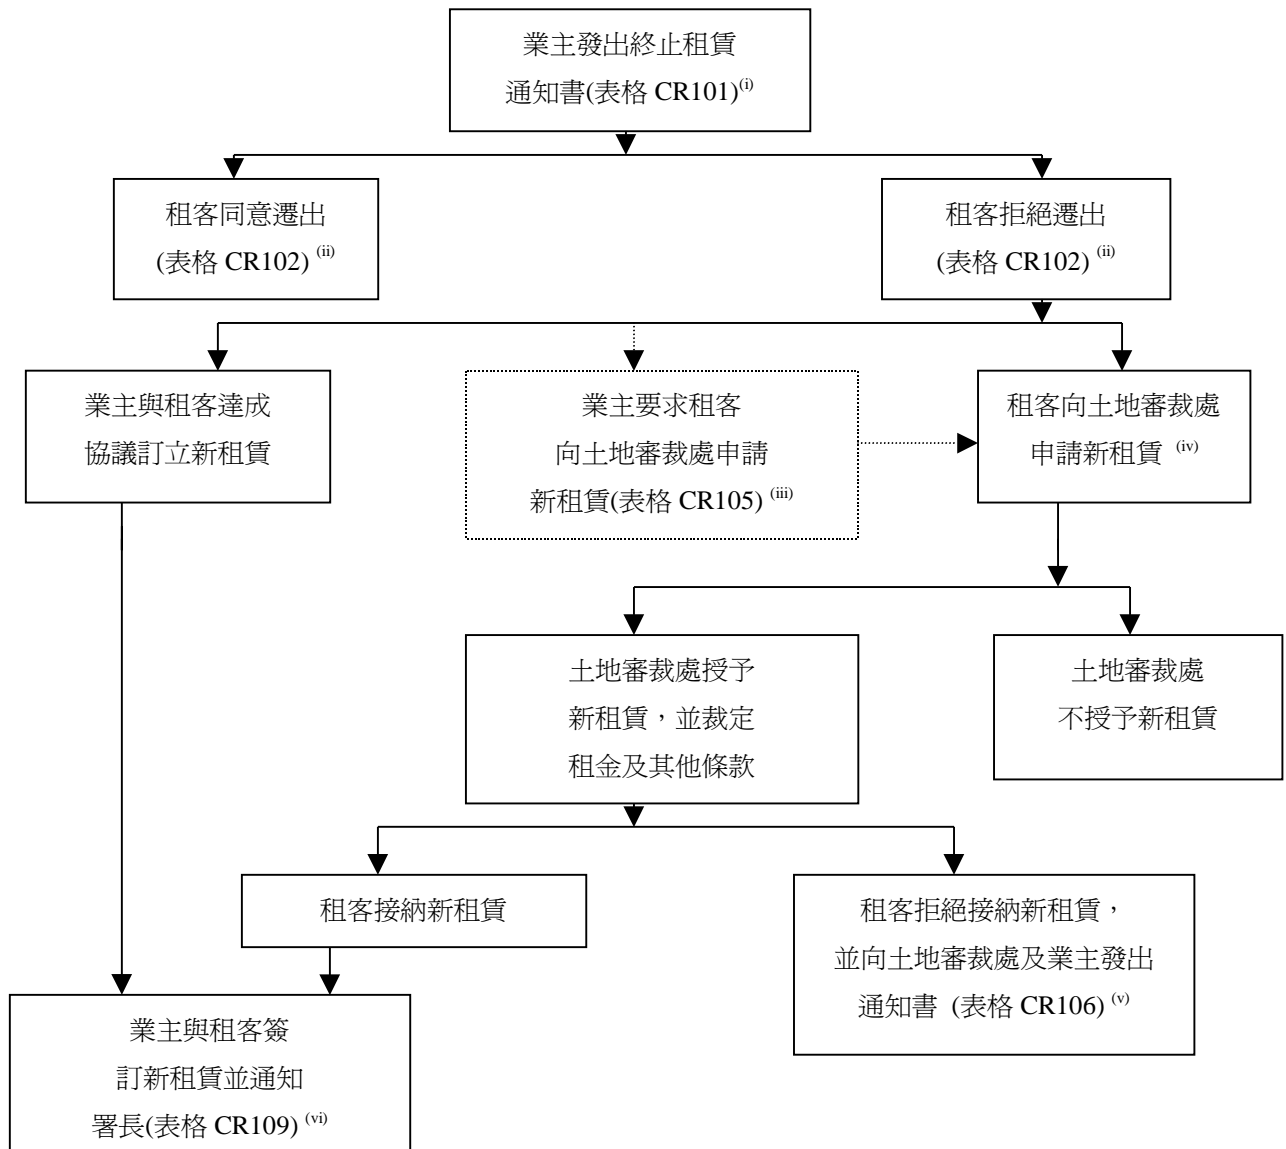 業主發出終止租賃
通知書(表格 CR101)(i)
租客同意遷出
(表格 CR102) (ii)
租客拒絕遷出
(表格 CR102) (ii)
業主與租客達成
協議訂立新租賃
業主要求租客
向土地審裁處申請
新租賃(表格 CR105) (iii)
租客向土地審裁處
申請新租賃 (iv)
土地審裁處授予
新租賃，並裁定
租金及其他條款
土地審裁處
不授予新租賃
租客接納新租賃
租客拒絕接納新租賃，
並向土地審裁處及業主發出
通知書 (表格 CR106) (v)
業主與租客簽
訂新租賃並通知
署長(表格 CR109) (vi)